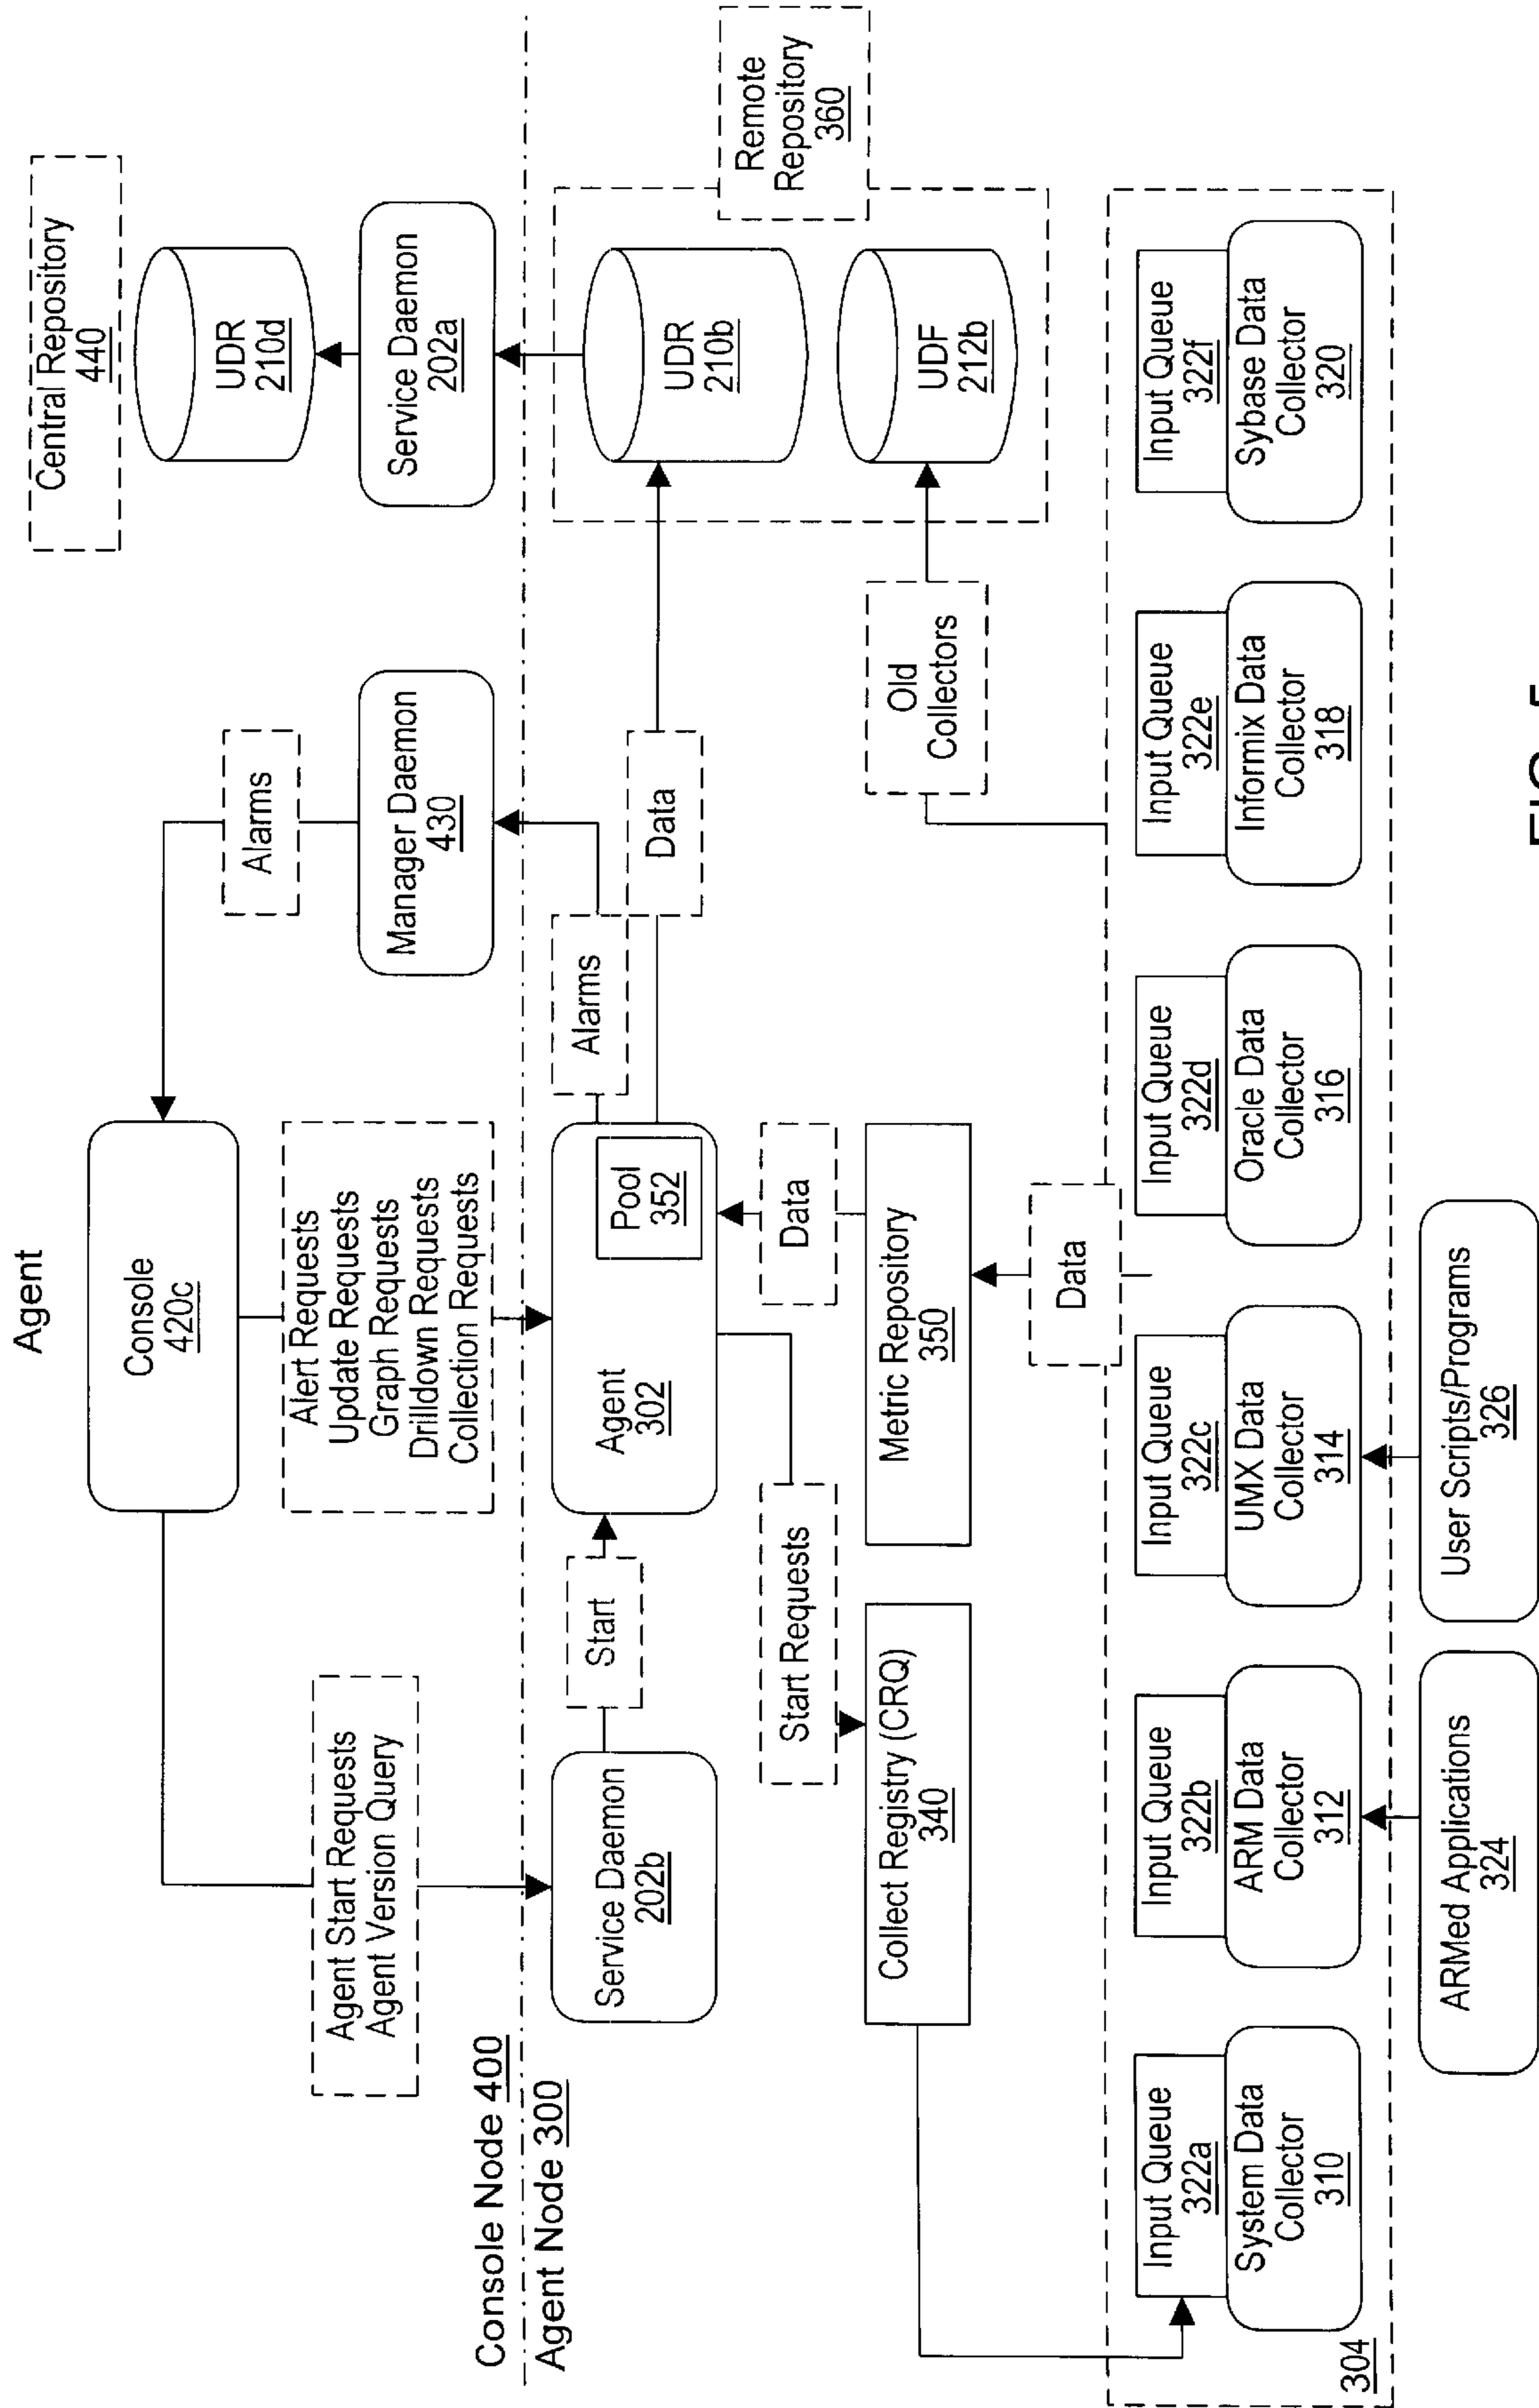 Agent
Central Repository
440
Console
420c
UDR
210d
Alarms
Agent Start Requests
Agent Version Query
Alert Requests
Update Requests
Graph Requests
Drilldown Requests
Collection Requests
Manager Daemon
430
Service Daemon
202a
Console Node 400
Agent Node 300
Service Daemon
202b
Start
Agent
302
Pool
352
Alarms
Data
UDR
210b
Remote
Repository
360
Start Requests
Data
Collect Registry (CRQ)
340
Metric Repository
350
Old
Collectors
UDF
212b
Data
Input Queue
322a
System Data
Collector
310
Input Queue
322b
ARM Data
Collector
312
Input Queue
322c
UMX Data
Collector
314
Input Queue
322d
Oracle Data
Collector
316
Input Queue
322e
Informix Data
Collector
318
Input Queue
322f
Sybase Data
Collector
320
304
ARMed Applications
324
User Scripts/Programs
326